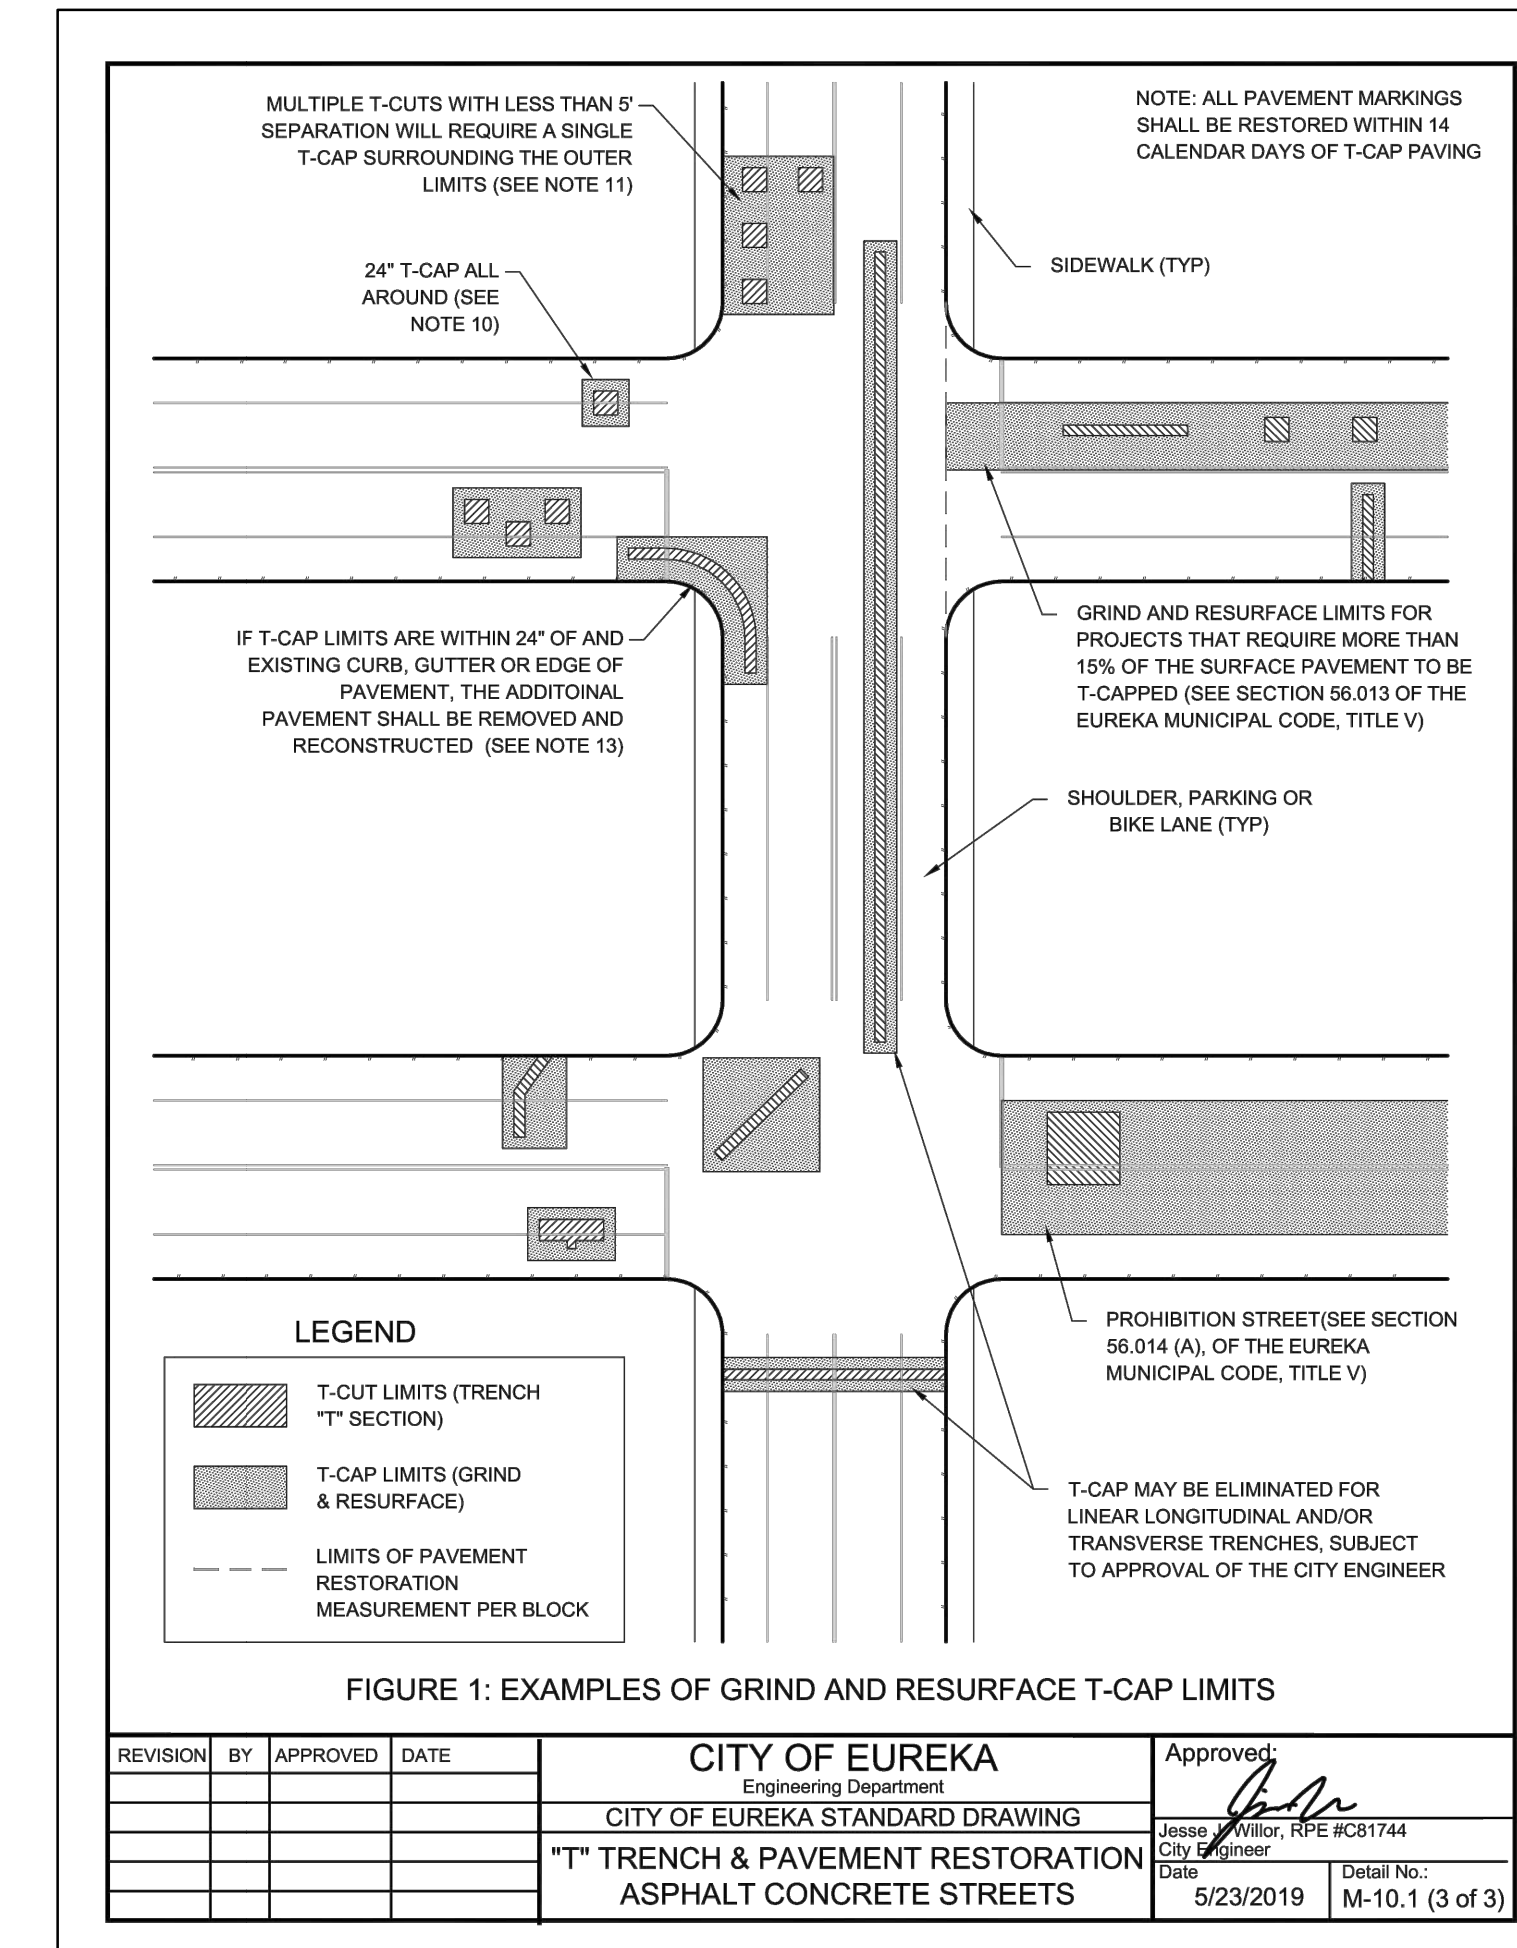 MULTIPLE T-CUTS WITH LESS THAN 5'
SEPARATION WILL REQUIRE A SINGLE
T-CAP SURROUNDING THE OUTER
LIMITS (SEE NOTE 11)
NOTE: ALL PAVEMENT MARKINGS
SHALL BE RESTORED WITHIN 14
CALENDAR DAYS OF T-CAP PAVING
24" T-CAP ALL
AROUND (SEE
NOTE 10)
SIDEWALK (TYP)
IF T-CAP LIMITS ARE WITHIN 24" OF AND
EXISTING CURB, GUTTER OR EDGE OF
PAVEMENT, THE ADDITOINAL
PAVEMENT SHALL BE REMOVED AND
RECONSTRUCTED (SEE NOTE 13)
GRIND AND RESURFACE LIMITS FOR
PROJECTS THAT REQUIRE MORE THAN
15% OF THE SURFACE PAVEMENT TO BE
T-CAPPED (SEE SECTION 56.013 OF THE
EUREKA MUNICIPAL CODE, TITLE V)
SHOULDER, PARKING OR
BIKE LANE (TYP)
PROHIBITION STREET(SEE SECTION
56.014 (A), OF THE EUREKA
MUNICIPAL CODE, TITLE V)
T-CAP MAY BE ELIMINATED FOR
LINEAR LONGITUDINAL AND/OR
TRANSVERSE TRENCHES, SUBJECT
TO APPROVAL OF THE CITY ENGINEER
LEGEND
T-CUT LIMITS (TRENCH
"T" SECTION)
T-CAP LIMITS (GRIND
& RESURFACE)
LIMITS OF PAVEMENT
RESTORATION
MEASUREMENT PER BLOCK
FIGURE 1: EXAMPLES OF GRIND AND RESURFACE T-CAP LIMITS
REVISION BY APPROVED DATE
CITY OF EUREKA
Engineering Department
CITY OF EUREKA STANDARD DRAWING
"T" TRENCH & PAVEMENT RESTORATION
ASPHALT CONCRETE STREETS
Approved:
Jesse J. Willor, RPE #C81744
City Engineer
Date
5/23/2019
Detail No.:
M-10.1 (3 of 3)